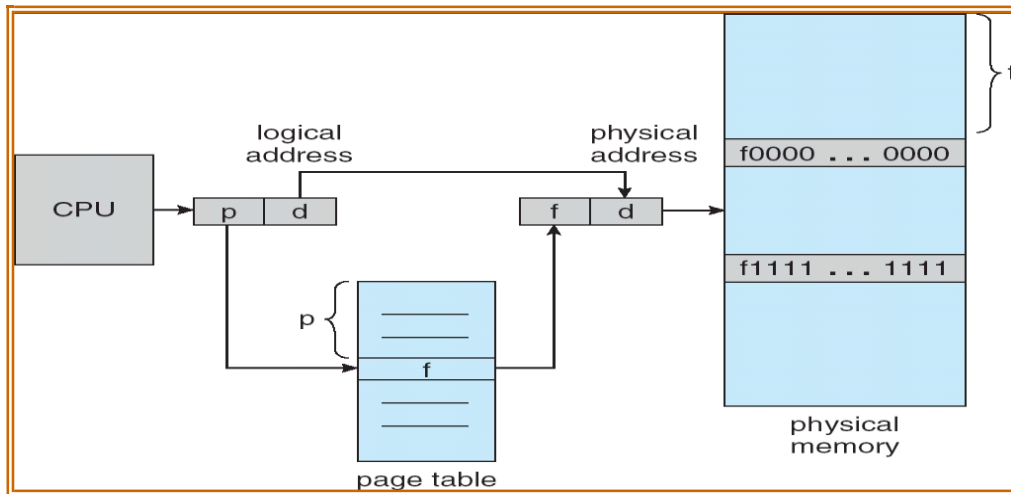 logical
address
physical
address
CPU
p
d
f
d
f0000 ... 0000
f1111 ... 1111
p
f
page table
physical
memory